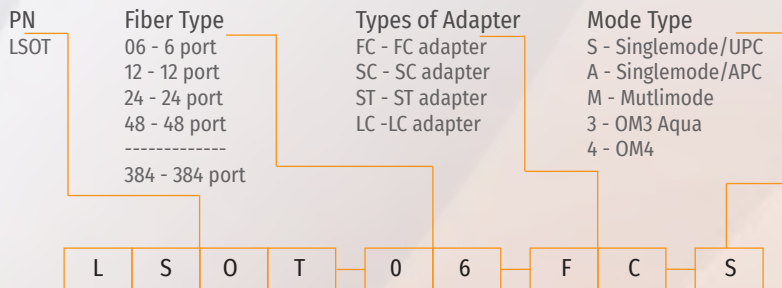 PN
LSOT
Fiber Type
06 - 6 port
12 - 12 port
24 - 24 port
48 - 48 port
-------------
384 - 384 port
Types of Adapter
FC - FC adapter
SC - SC adapter
ST - ST adapter
LC -LC adapter
Mode Type
S - Singlemode/UPC
A - Singlemode/APC
M - Mutlimode
3 - OM3 Aqua
4 - OM4
L S O T - 0 6 - F C - S